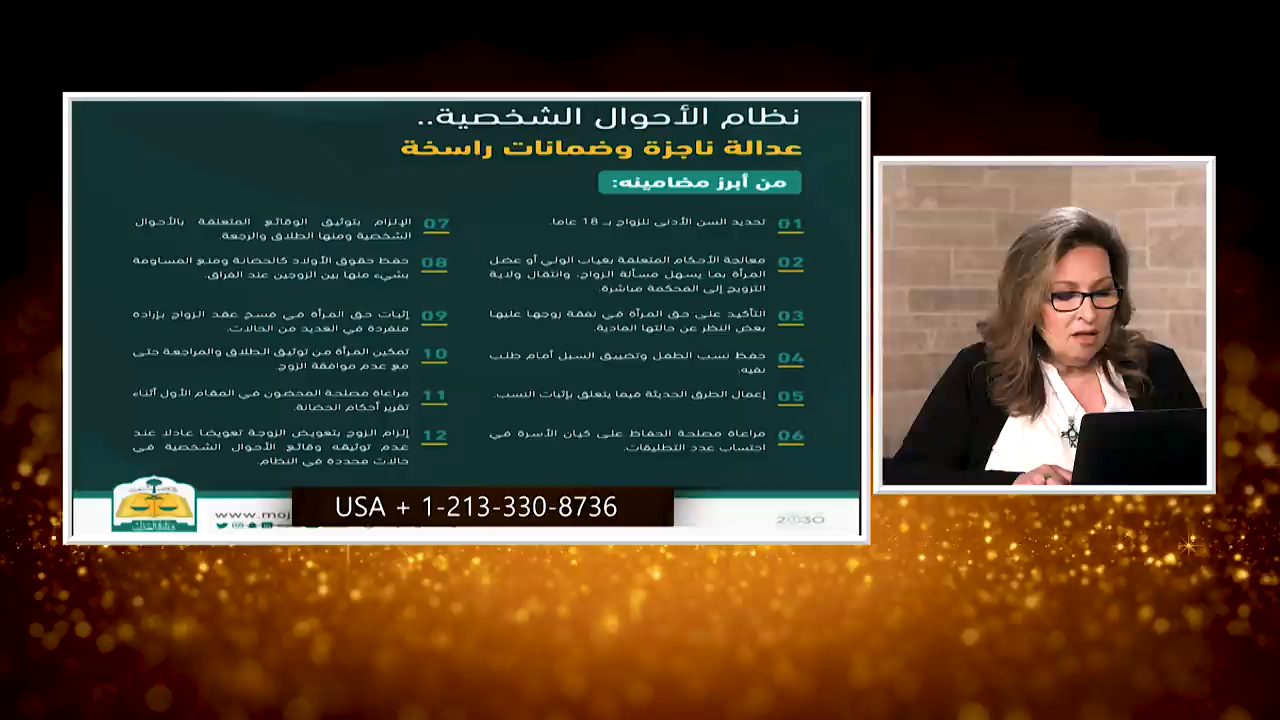 نظام الأحوال الشخصية..
عدالة ناجزة وضمانات راسخة
من أبرز مضامينه:
01
تحديد السن الأدنى للزواج بـ 18 عاما.
02
معالجة الأحكام المتعلقة بغياب الولي أو عضل
المرأة بما يسهل مسألة الزواج، وانتقال ولاية
التزويج إلى المحكمة مباشرة.
03
التأكيد على حق المرأة في نفقة زوجها عليها
بغض النظر عن حالتها المادية.
04
حفظ نسب الطفل وتضييق السبل أمام طلب
نفيه.
05
إعمال الطرق الحديثة فيما يتعلق بإثبات النسب.
06
مراعاة مصلحة الحفاظ على كيان الأسرة في
احتساب عدد التطليقات.
07
الإلزام بتوثيق الوقائع المتعلقة بالأحوال
الشخصية ومنها الطلاق والرجعة.
08
حفظ حقوق الأولاد كالحضانة ومنع المساومة
بشيء منها بين الزوجين عند الفراق.
09
إثبات حق المرأة في فسخ عقد الزواج بإرادة
منفردة في العديد من الحالات.
10
تمكين المرأة من توثيق الطلاق والمراجعة حتى
مع عدم موافقة الزوج.
11
مراعاة مصلحة المحضون في المقام الأول أثناء
تقرير أحكام الحضانة.
12
إلزام الزوج بتعويض الزوجة تعويضا عادلا عند
عدم توثيقه وقائع الأحوال الشخصية في
حالات محددة في النظام.
www.moj
2030
USA + 1-213-330-8736